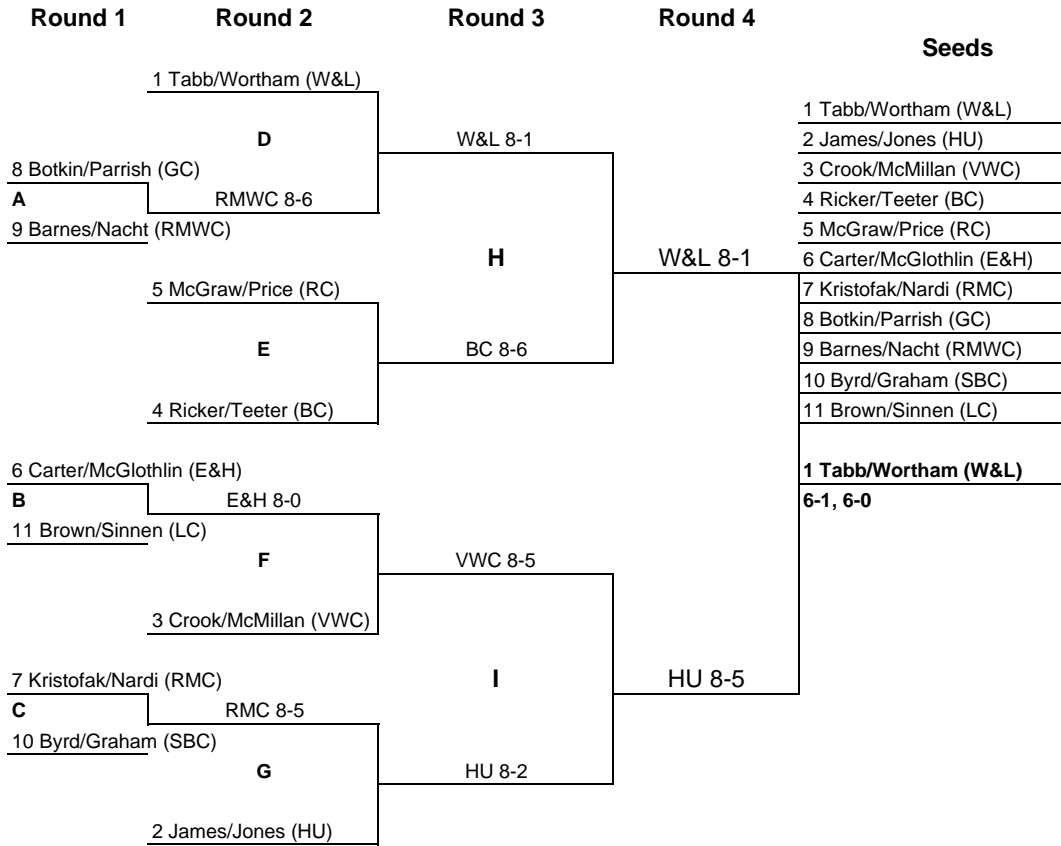 Round 1 Round 2 Round 3 Round 4
Seeds
1 Tabb/Wortham (W&L)
1 Tabb/Wortham (W&L)
D W&L 8-1 2 James/Jones (HU)
8 Botkin/Parrish (GC) 3 Crook/McMillan (VWC)
A RMWC 8-6 4 Ricker/Teeter (BC)
9 Barnes/Nacht (RMWC) 5 McGraw/Price (RC)
H W&L 8-1 6 Carter/McGlothlin (E&H)
5 McGraw/Price (RC) 7 Kristofak/Nardi (RMC)
8 Botkin/Parrish (GC)
E BC 8-6 9 Barnes/Nacht (RMWC)
10 Byrd/Graham (SBC)
4 Ricker/Teeter (BC) 11 Brown/Sinnen (LC)
6 Carter/McGlothlin (E&H) 1 Tabb/Wortham (W&L)
B E&H 8-0 6-1, 6-0
11 Brown/Sinnen (LC)
F VWC 8-5
3 Crook/McMillan (VWC)
7 Kristofak/Nardi (RMC) I HU 8-5
C RMC 8-5
10 Byrd/Graham (SBC)
G HU 8-2
2 James/Jones (HU)